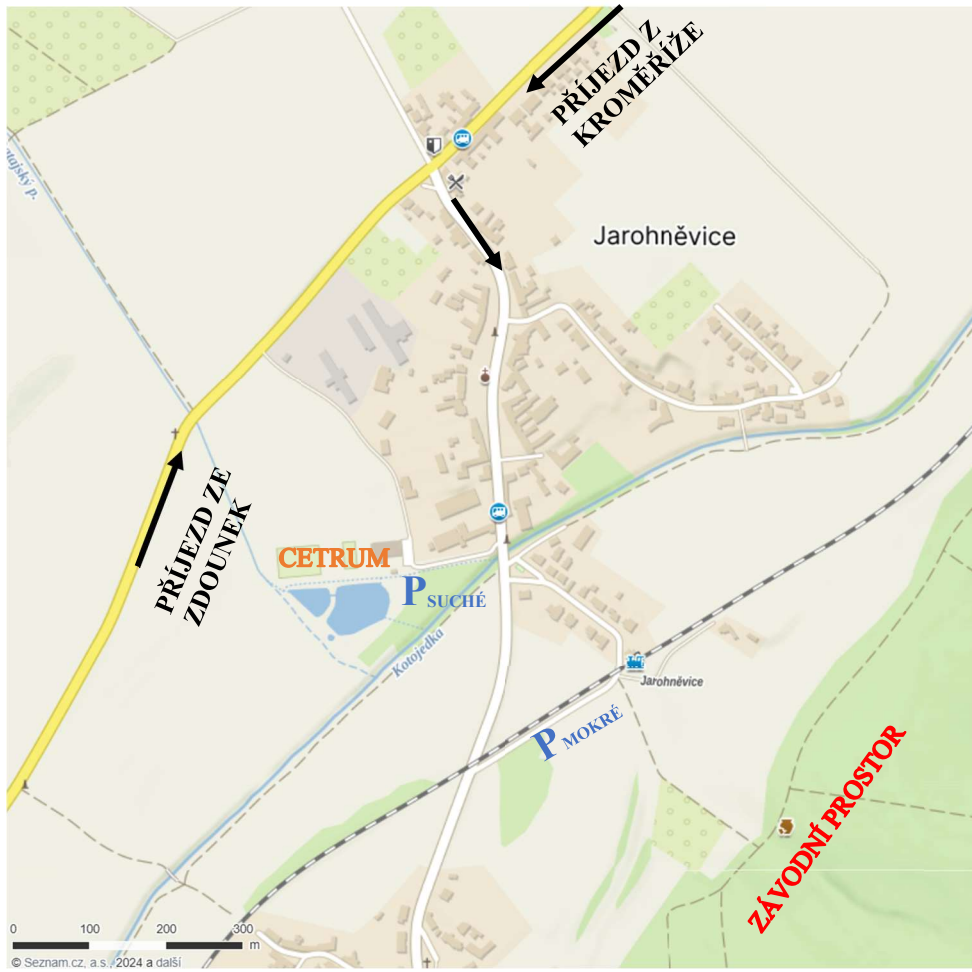 PŘÍJEZD Z
KROMĚŘÍŽE
Jarohněvice
PŘÍJEZD ZE
ZDOUNEK
CETRUM
P SUCHÉ
Kotojedka
Jarohněvice
P MOKRÉ
ZÁVODNÍ PROSTOR
0 100 200 300
m
© Seznam.cz, a.s., 2024 a další